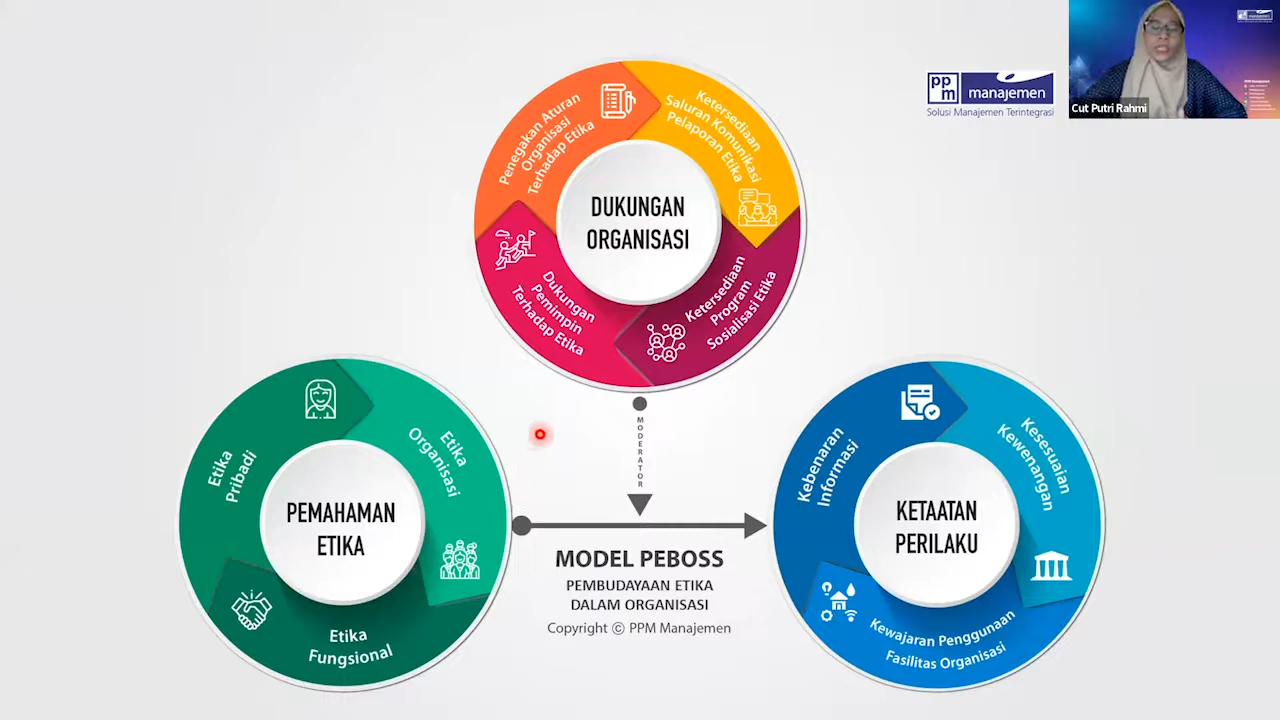 ppm manajemen
Solusi Manajemen Terintegrasi
Cut Putri Rahmi
Penegakan Aturan
Organisasi
Terhadap Etika
Ketersediaan
Saluran Komunikasi
Pelaporan Etika
DUKUNGAN
ORGANISASI
Dukungan
Pemimpin
Terhadap Etika
Ketersediaan
Program
Sosialisasi Etika
MODERATOR
Etika
Pribadi
Etika
Organisasi
PEMAHAMAN
ETIKA
Etika
Fungsional
MODEL PEBOSS
PEMBUDAYAAN ETIKA
DALAM ORGANISASI
Copyright © PPM Manajemen
Kebenaran
Informasi
Kesesuaian
Kewenangan
KETAATAN
PERILAKU
Kewajaran Penggunaan
Fasilitas Organisasi